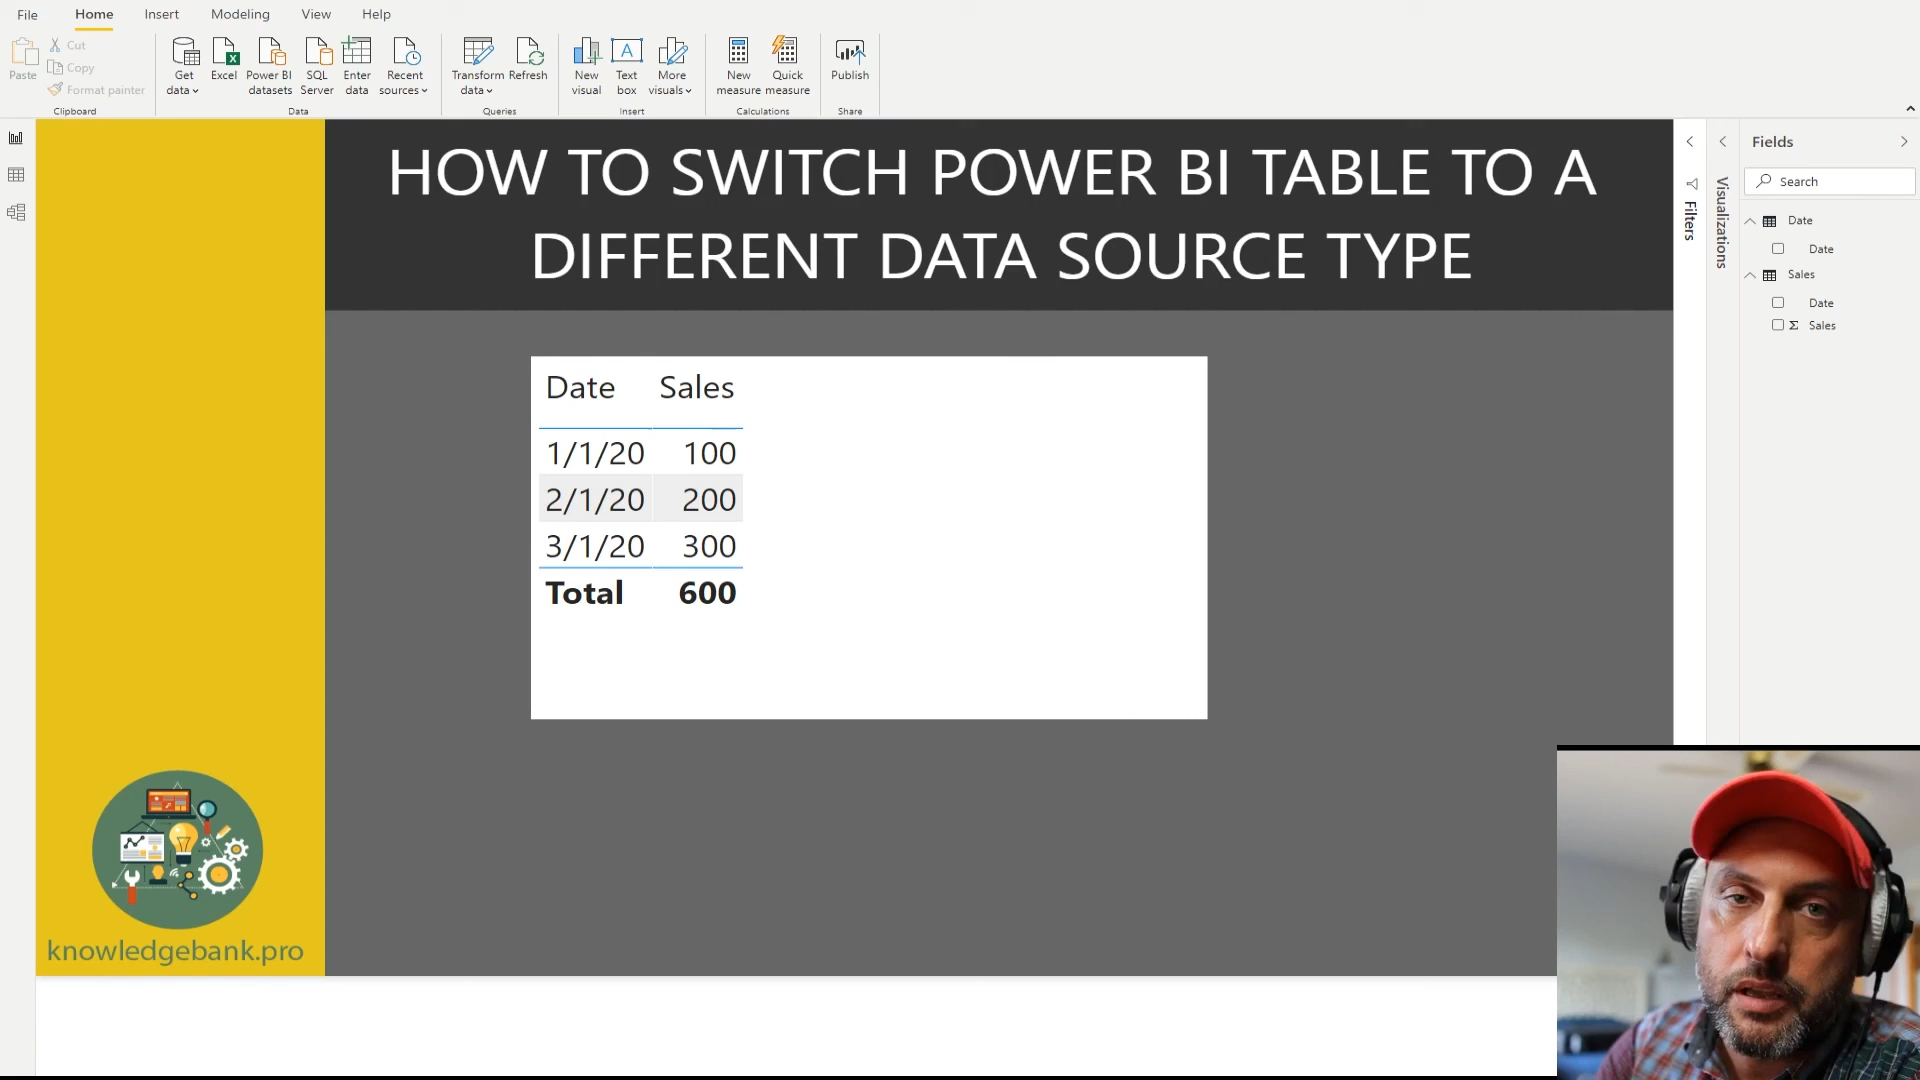 File Home Insert Modeling View Help
Paste
Cut
Copy
Format painter
Clipboard
Get data
Excel
Power BI datasets
SQL Server
Enter data
Recent sources
Data
Transform data
Refresh
Queries
New visual
Text box
More visuals
Insert
New measure
Quick measure
Calculations
Publish
Share
HOW TO SWITCH POWER BI TABLE TO A
DIFFERENT DATA SOURCE TYPE
Date Sales
1/1/20 100
2/1/20 200
3/1/20 300
Total 600
knowledgebank.pro
Filters
Visualizations
Fields
Search
Date
Date
Sales
Date
Σ Sales